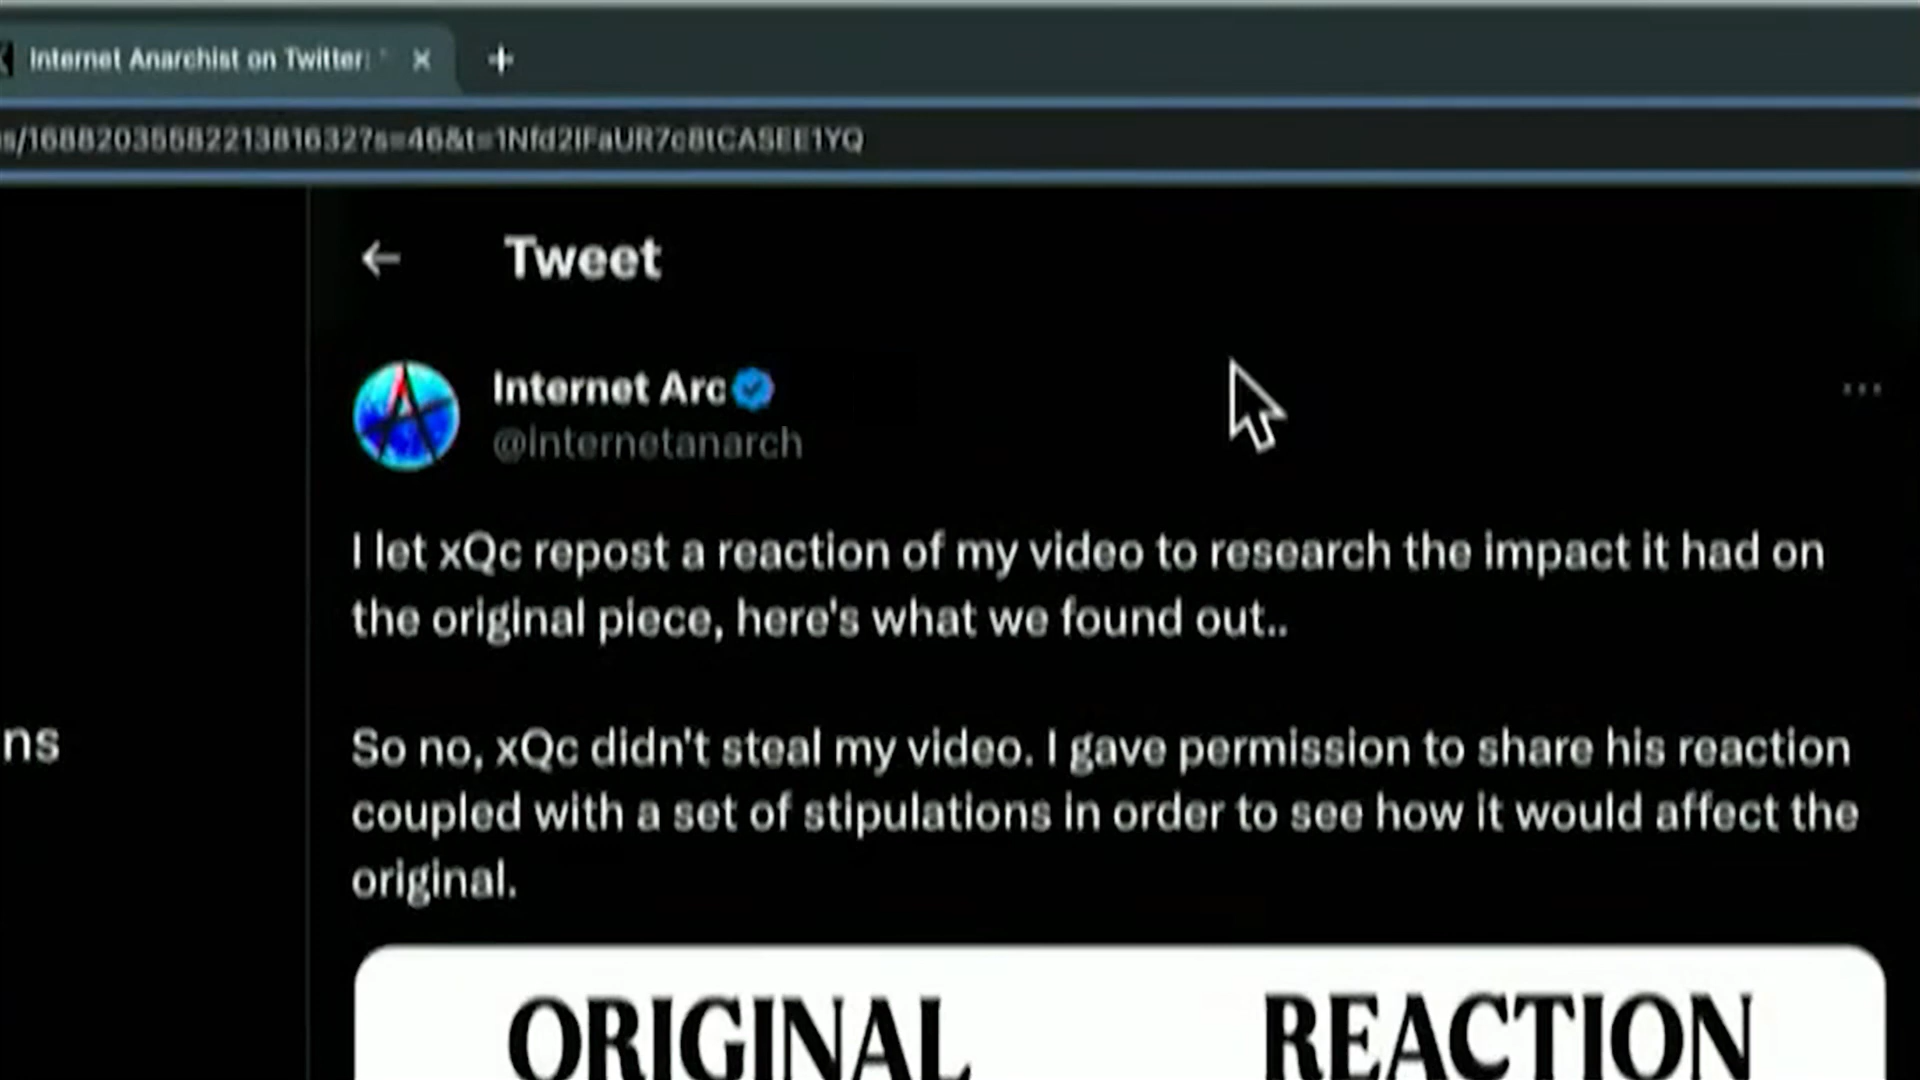 Internet Anarchist on Twitter: "
s/1688203558221381632?s=46&t=1Nfd2IFaUR7c8tCASEE1YQ
Tweet
Internet Arc
@internetanarch
I let xQc repost a reaction of my video to research the impact it had on
the original piece, here's what we found out..
So no, xQc didn't steal my video. I gave permission to share his reaction
ns
coupled with a set of stipulations in order to see how it would affect the
original.
ORIGINAL REACTION